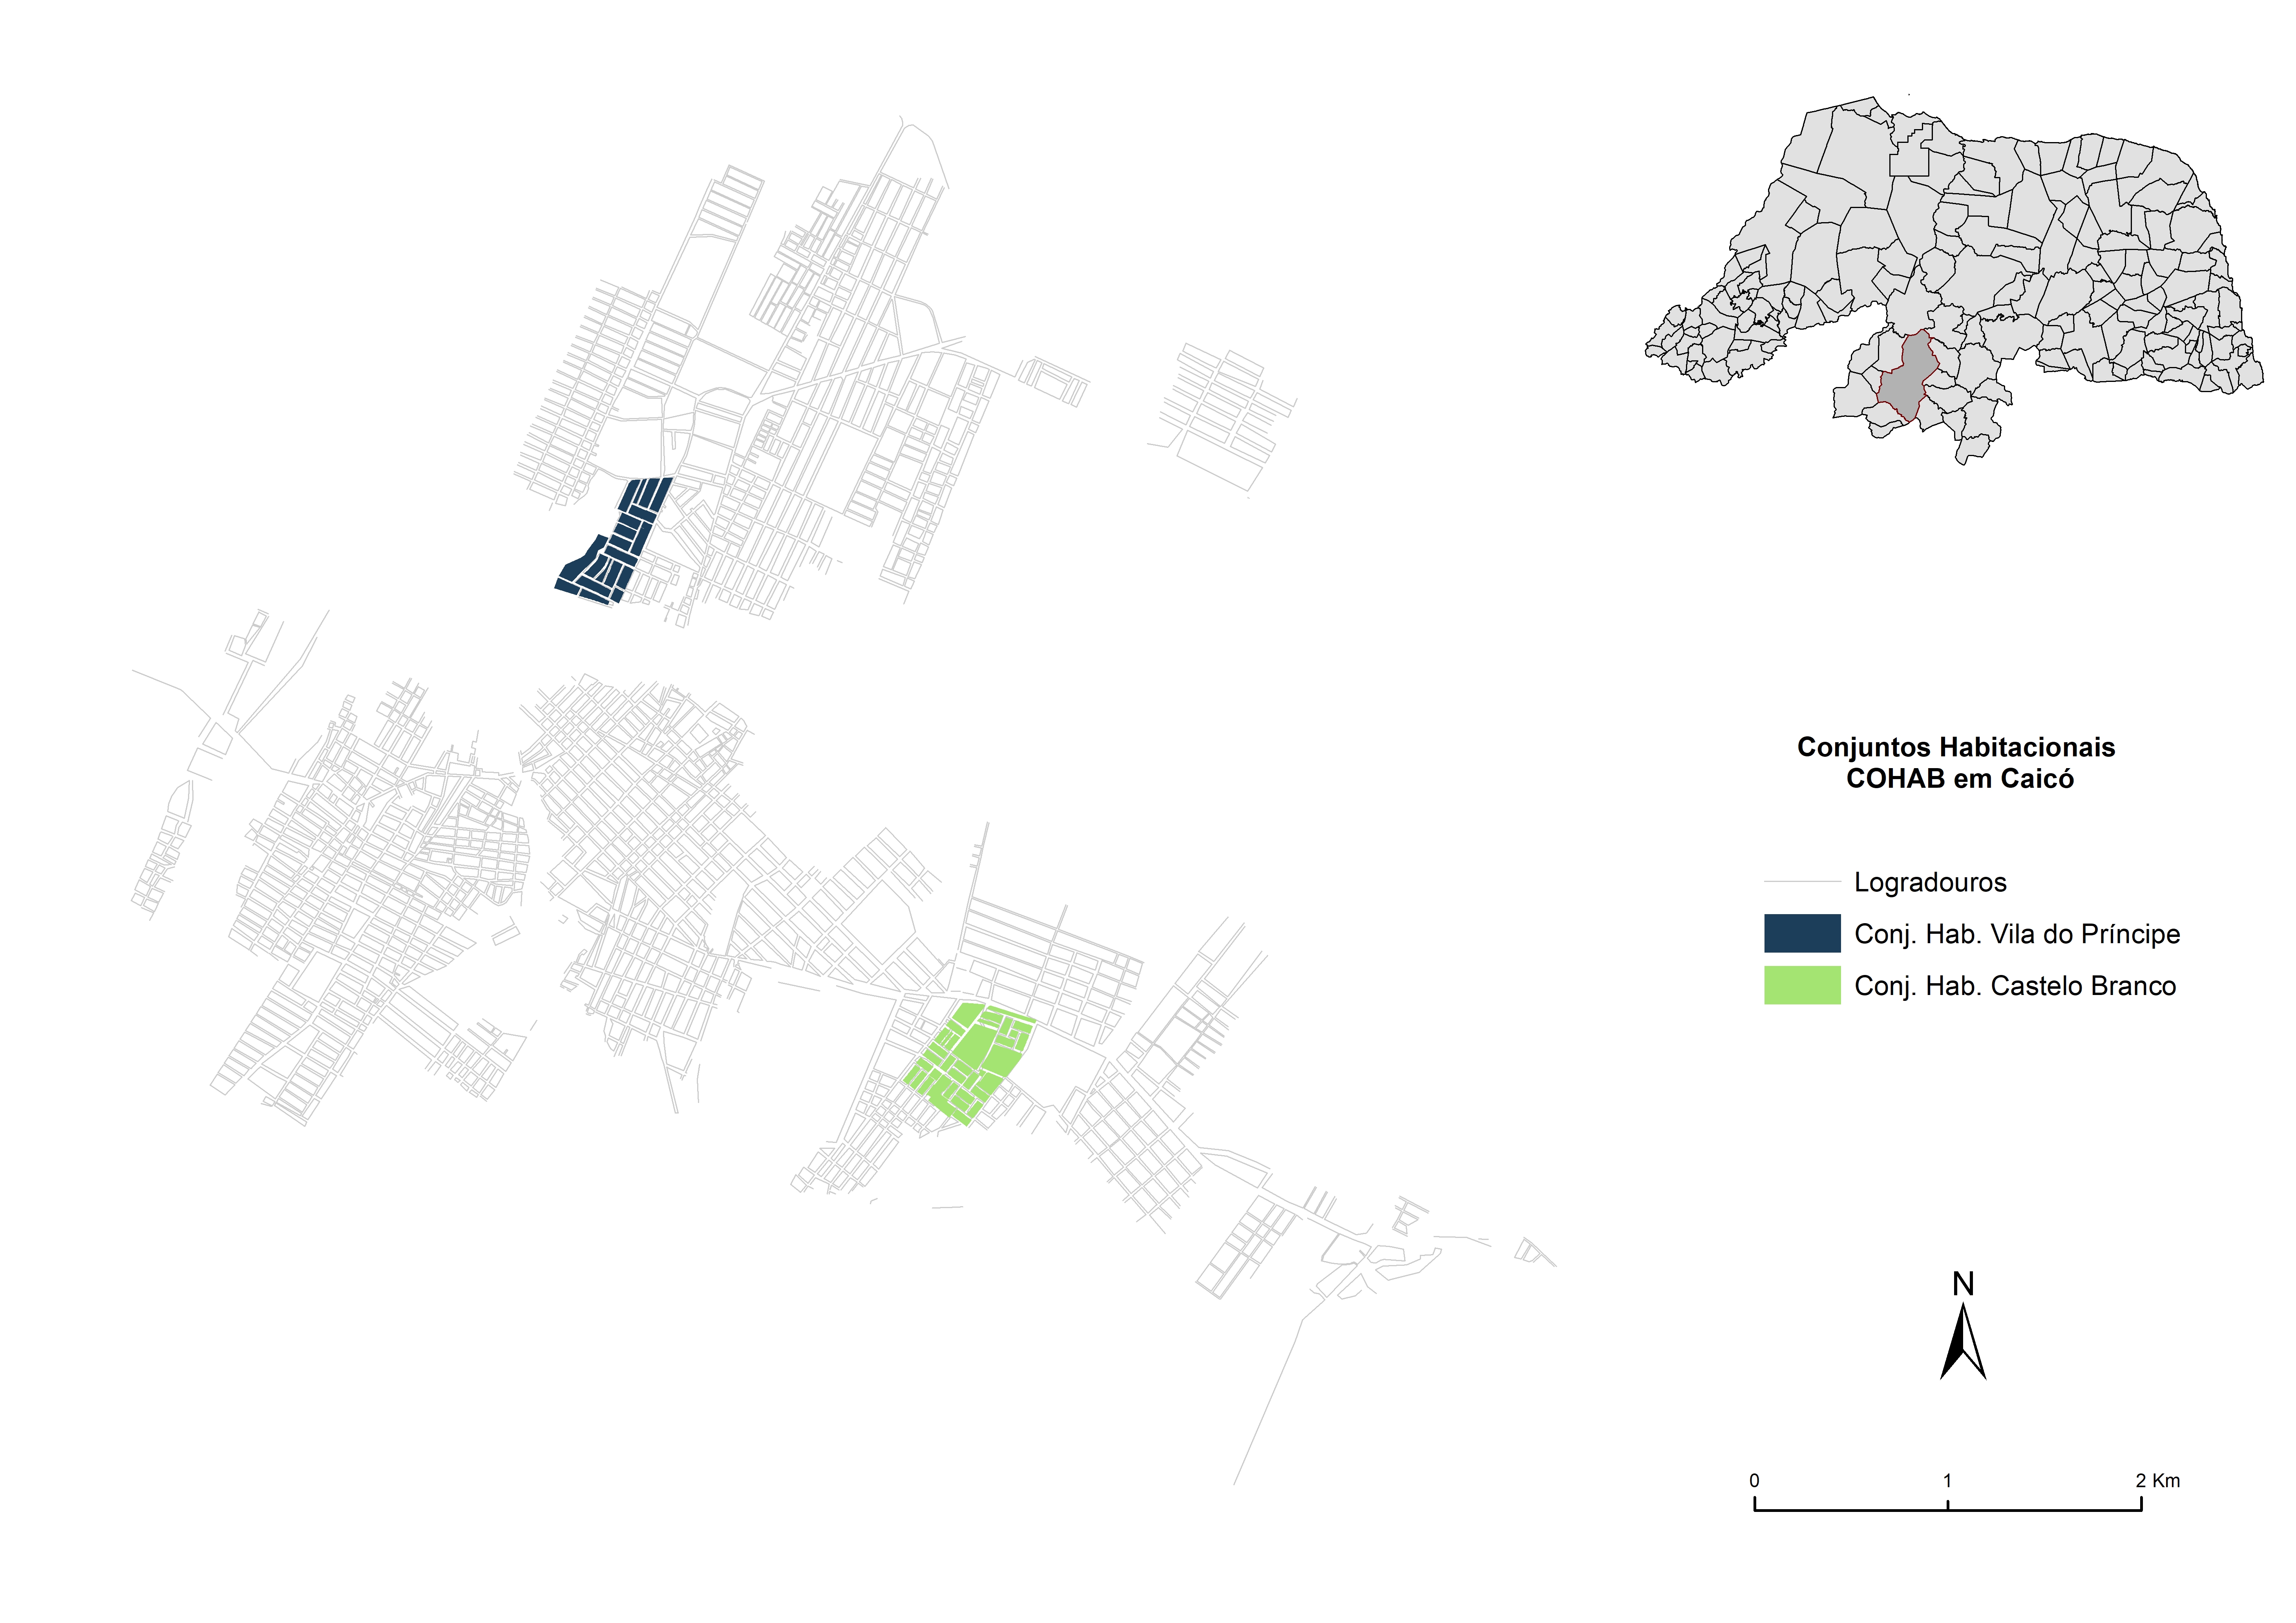 Conjuntos Habitacionais
COHAB em Caicó
Logradouros
Conj. Hab. Vila do Príncipe
Conj. Hab. Castelo Branco
N
0 1 2 Km